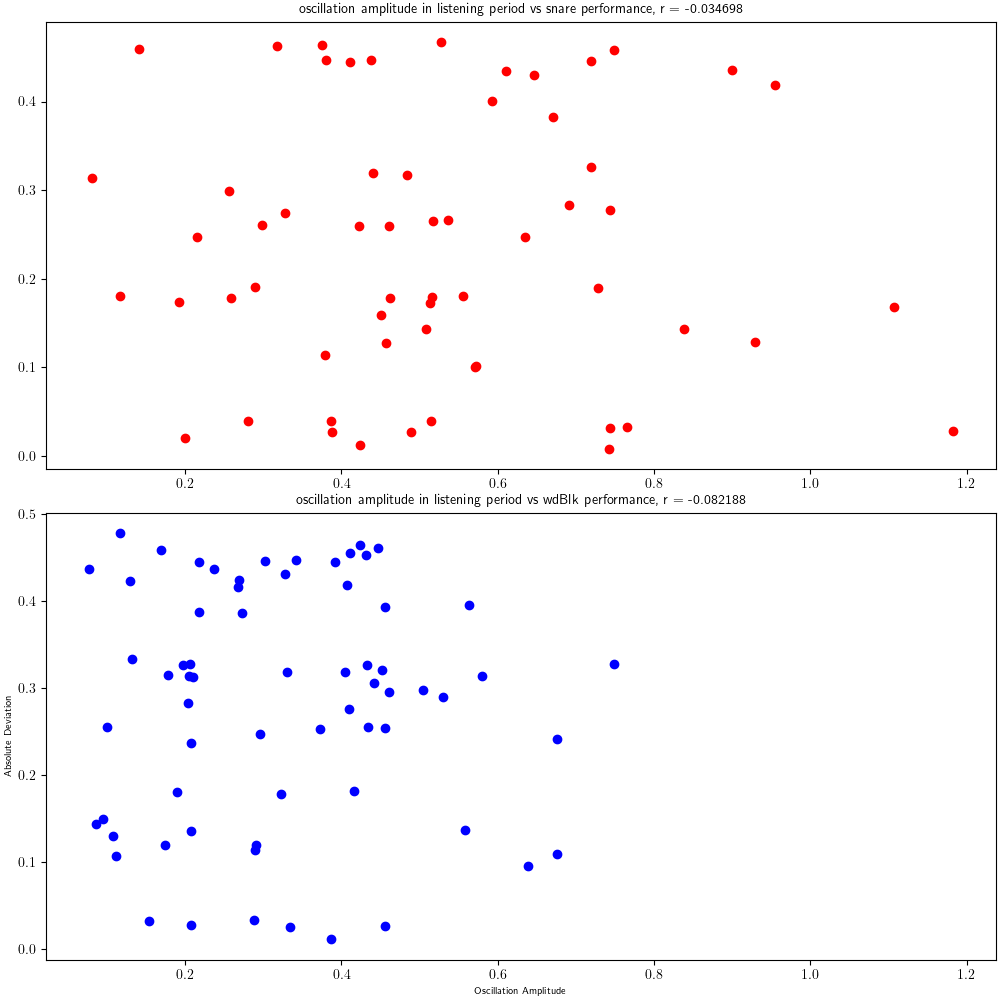 oscillation amplitude in listening period vs snare performance, r = -0.034698
0.4
0.3
0.2
0.1
0.0
0.2 0.4 0.6 0.8 1.0 1.2
oscillation amplitude in listening period vs wdBlk performance, r = -0.082188
0.5
0.4
0.3
0.2
0.1
0.0
Absolute Deviation
0.2 0.4 0.6 0.8 1.0 1.2
Oscillation Amplitude